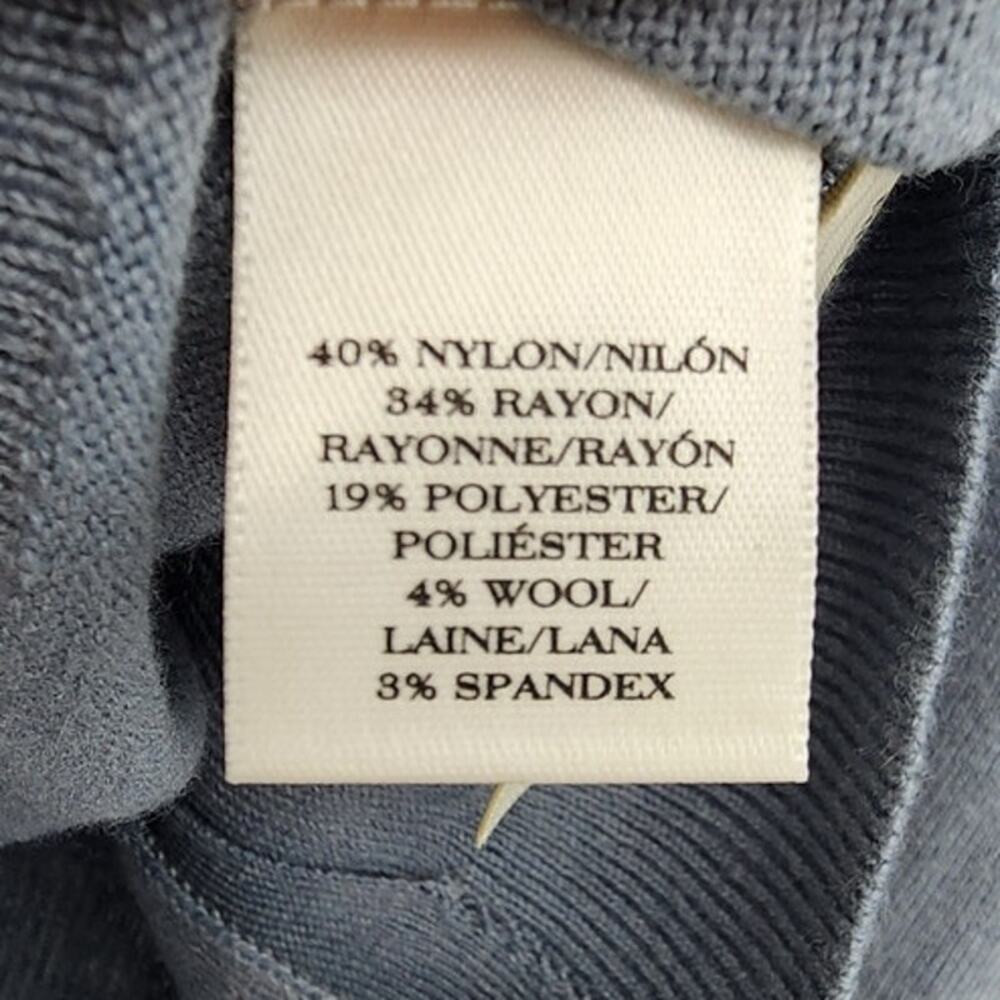 40% NYLON/NILÓN
34% RAYON/
RAYONNE/RAYÓN
19% POLYESTER/
POLIÉSTER
4% WOOL/
LAINE/LANA
3% SPANDEX